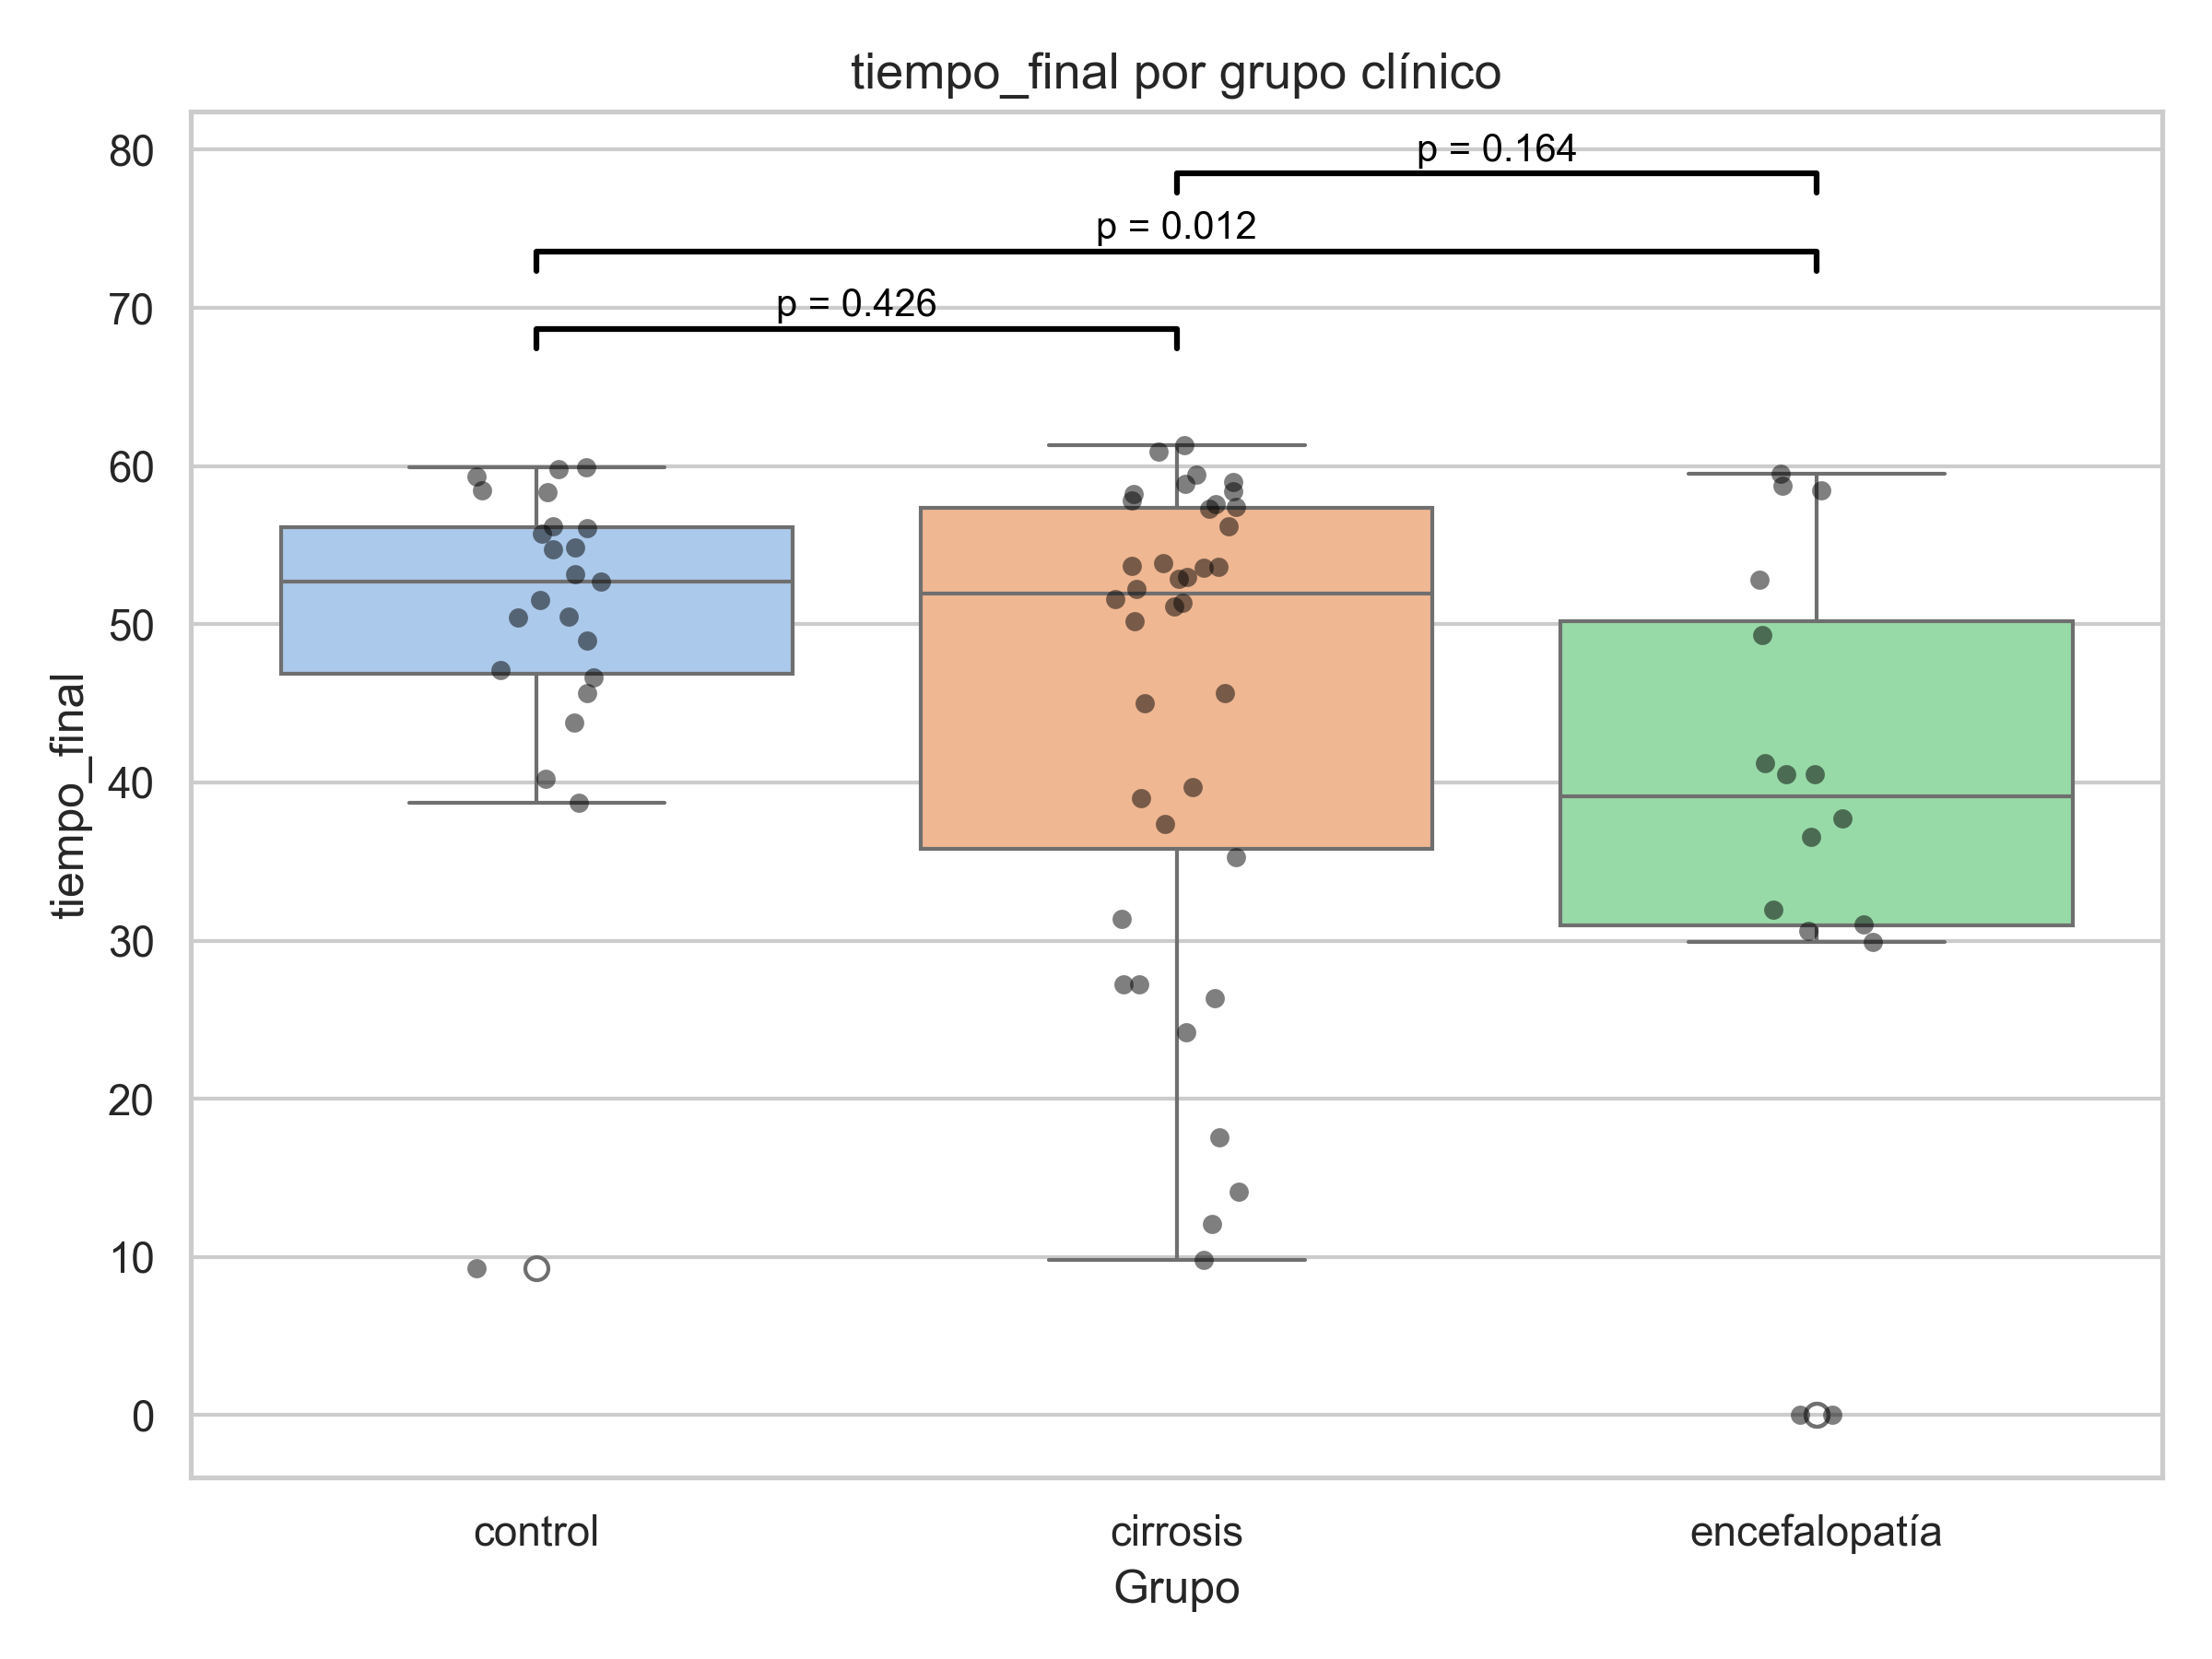 tiempo_final por grupo clínico
80
70
60
50
40
30
20
10
0
tiempo_final
p = 0.164
p = 0.012
p = 0.426
control
cirrosis
encefalopatía
Grupo